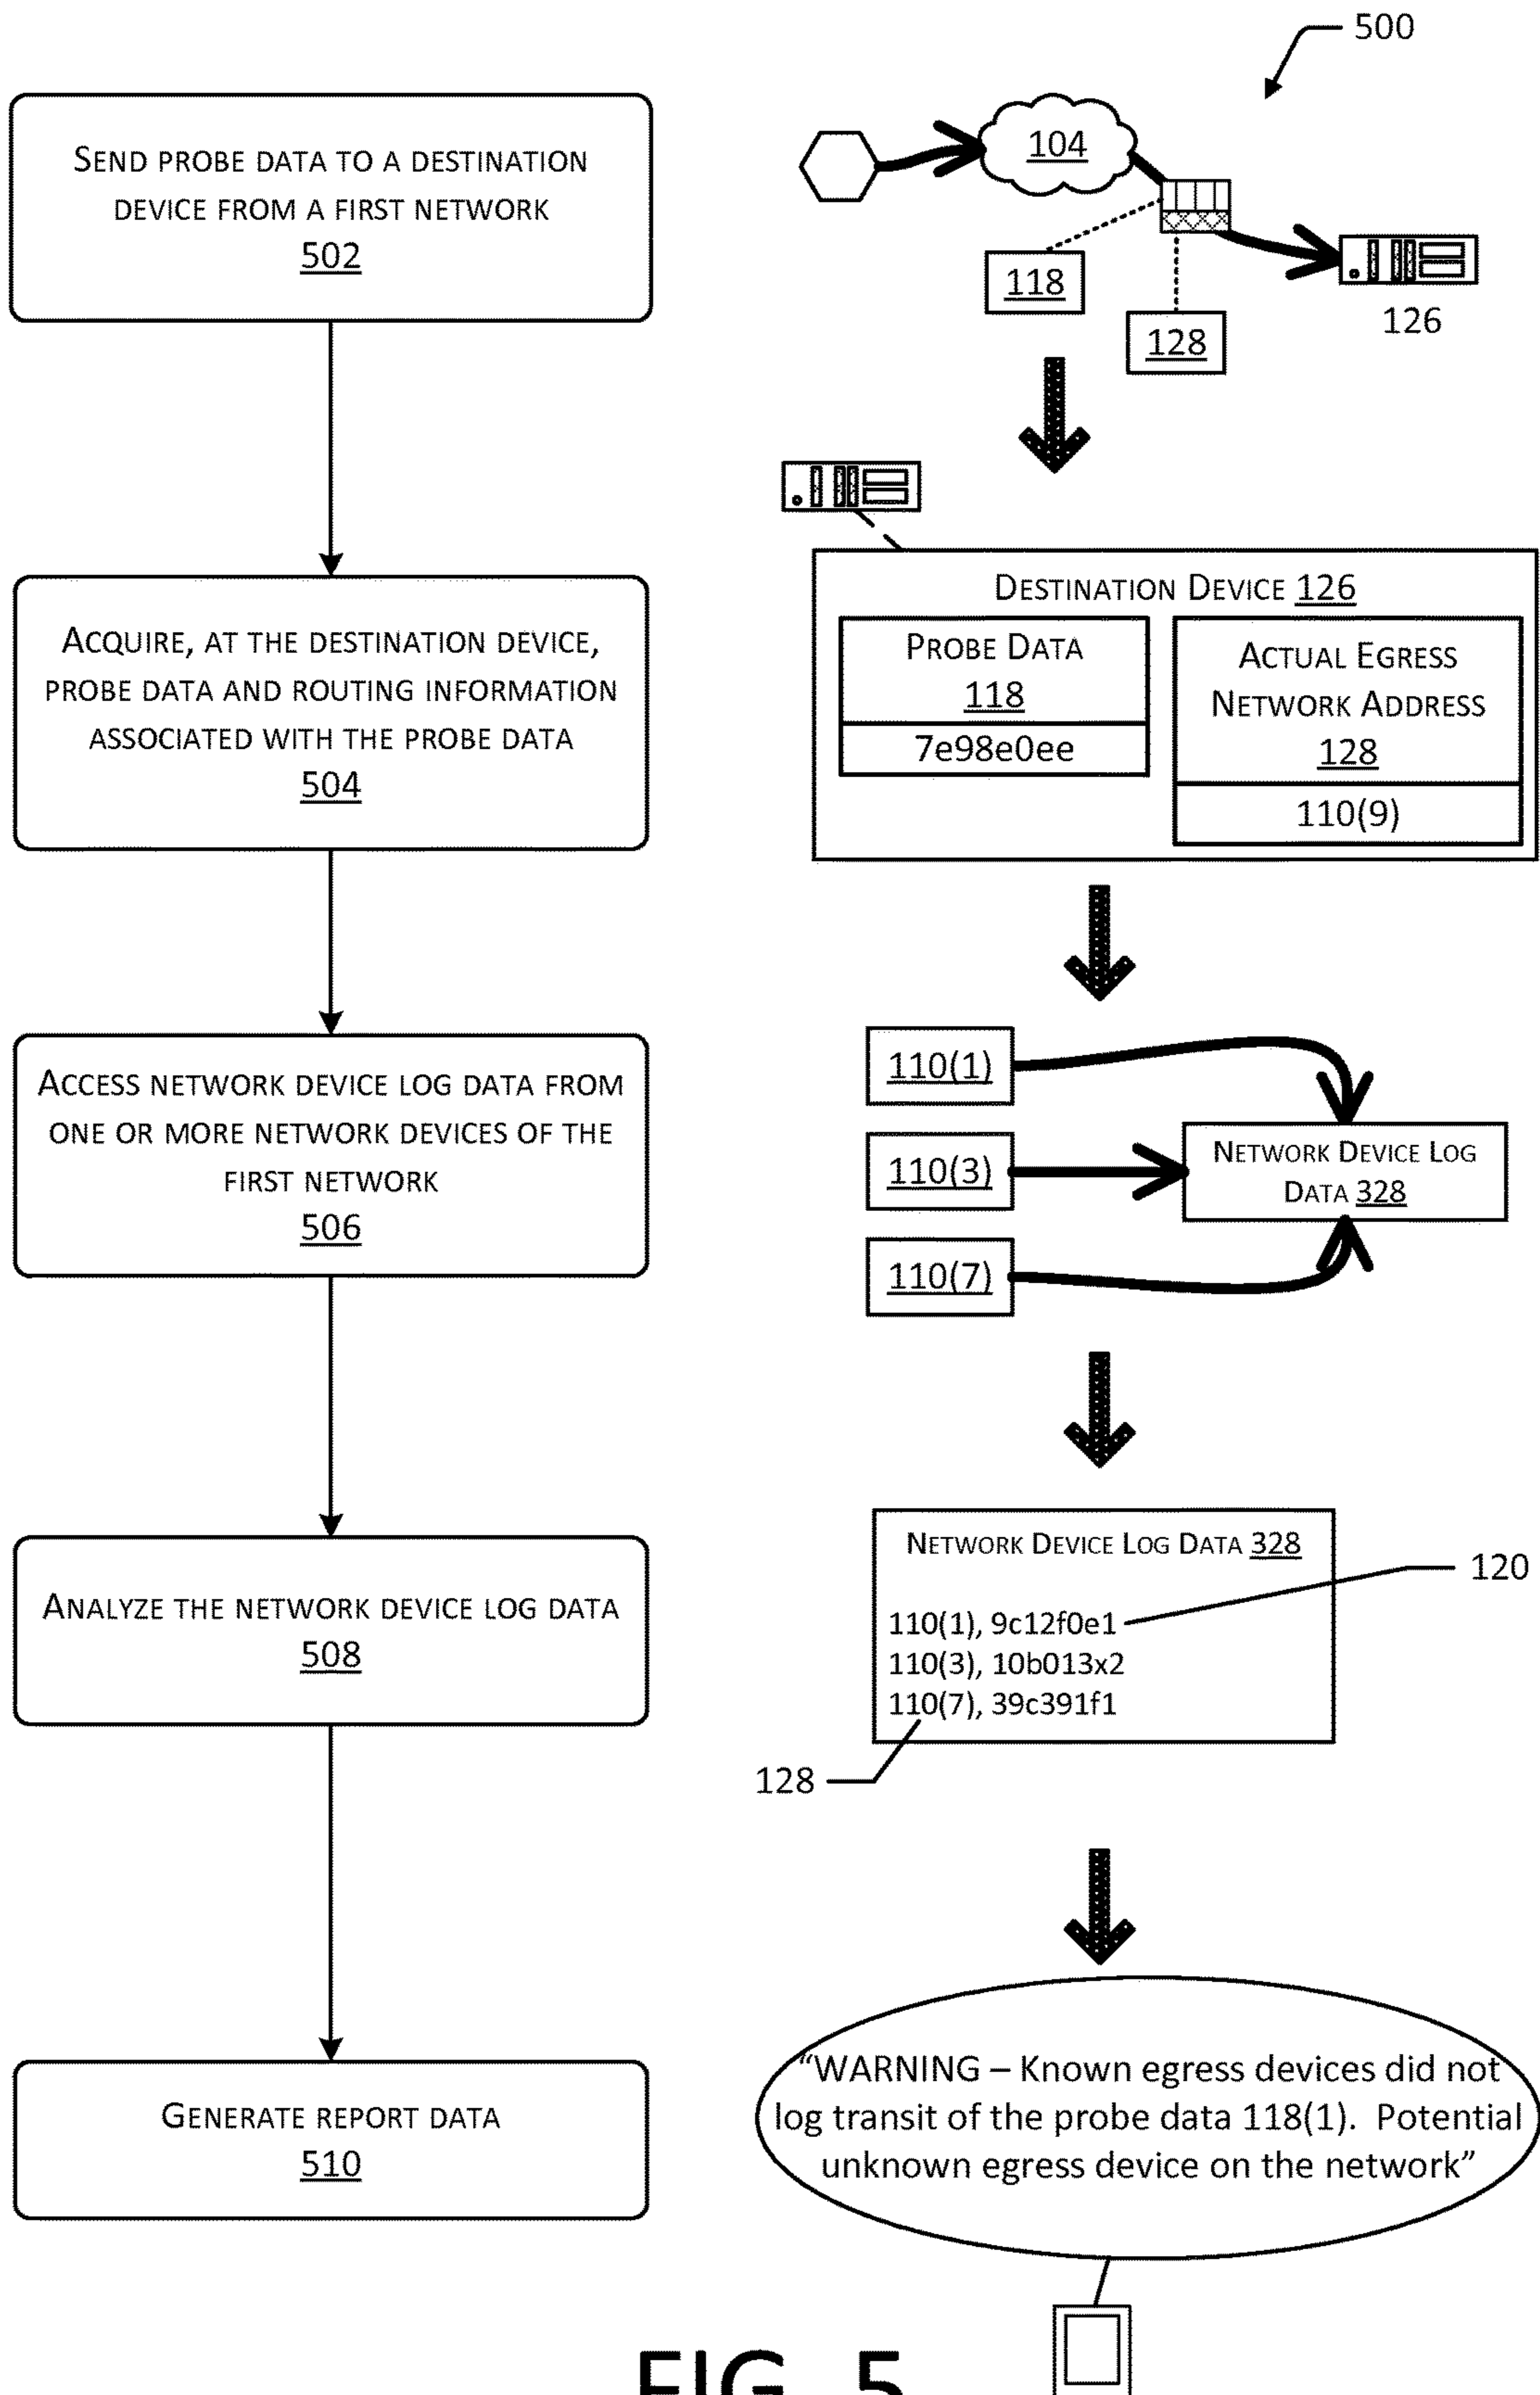 500
SEND PROBE DATA TO A DESTINATION
DEVICE FROM A FIRST NETWORK
502
104
118
128
126
ACQUIRE, AT THE DESTINATION DEVICE,
PROBE DATA AND ROUTING INFORMATION
ASSOCIATED WITH THE PROBE DATA
504
DESTINATION DEVICE 126
PROBE DATA
118
7e98e0ee
ACTUAL EGRESS
NETWORK ADDRESS
128
110(9)
ACCESS NETWORK DEVICE LOG DATA FROM
ONE OR MORE NETWORK DEVICES OF THE
FIRST NETWORK
506
110(1)
110(3)
110(7)
NETWORK DEVICE LOG
DATA 328
ANALYZE THE NETWORK DEVICE LOG DATA
508
NETWORK DEVICE LOG DATA 328
110(1), 9c12f0e1
110(3), 10b013x2
110(7), 39c391f1
120
128
GENERATE REPORT DATA
510
“WARNING – Known egress devices did not
log transit of the probe data 118(1). Potential
unknown egress device on the network”
FIG. 5